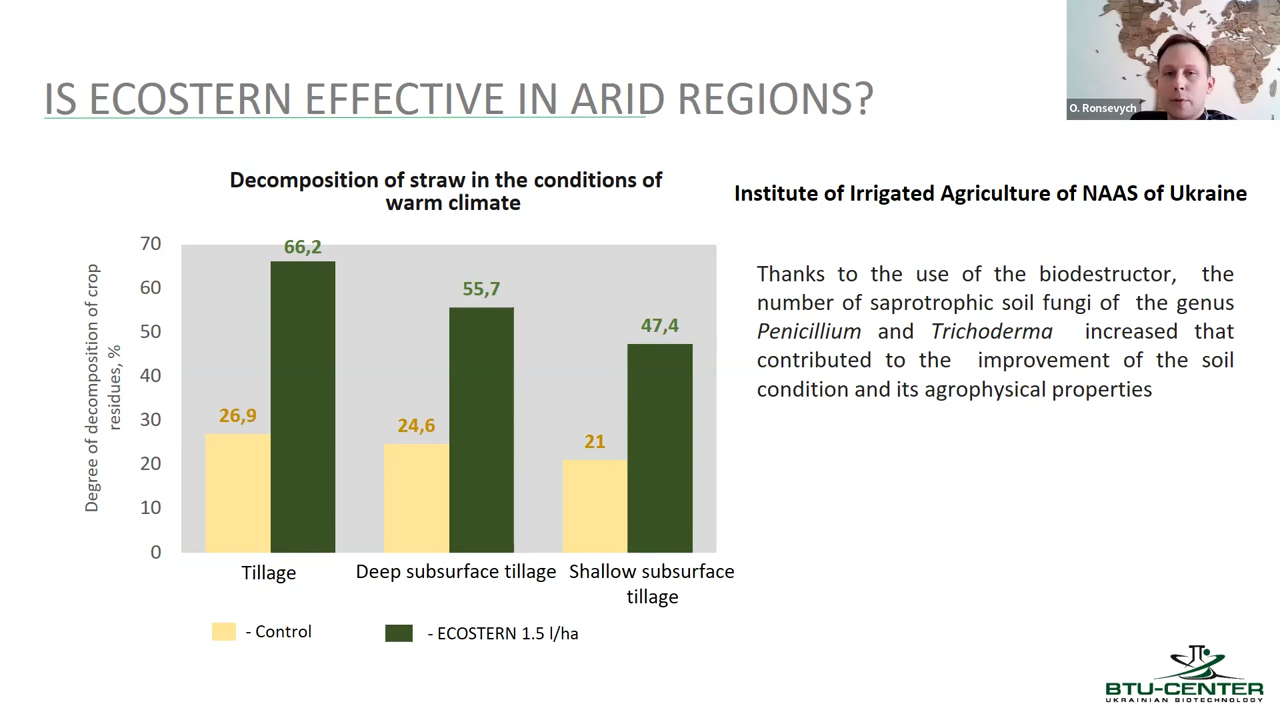 IS ECOSTERN EFFECTIVE IN ARID REGIONS?
O. Ronsevych
Decomposition of straw in the conditions of
warm climate
Degree of decomposition of crop
residues, %
70
60
50
40
30
20
10
0
66,2
55,7
47,4
26,9
24,6
21
Tillage
Deep subsurface tillage
Shallow subsurface
tillage
- Control
- ECOSTERN 1.5 l/ha
Institute of Irrigated Agriculture of NAAS of Ukraine
Thanks to the use of the biodestructor, the
number of saprotrophic soil fungi of the genus
Penicillium and Trichoderma increased that
contributed to the improvement of the soil
condition and its agrophysical properties
BTU-CENTER
UKRAINIAN BIOTECHNOLOGY